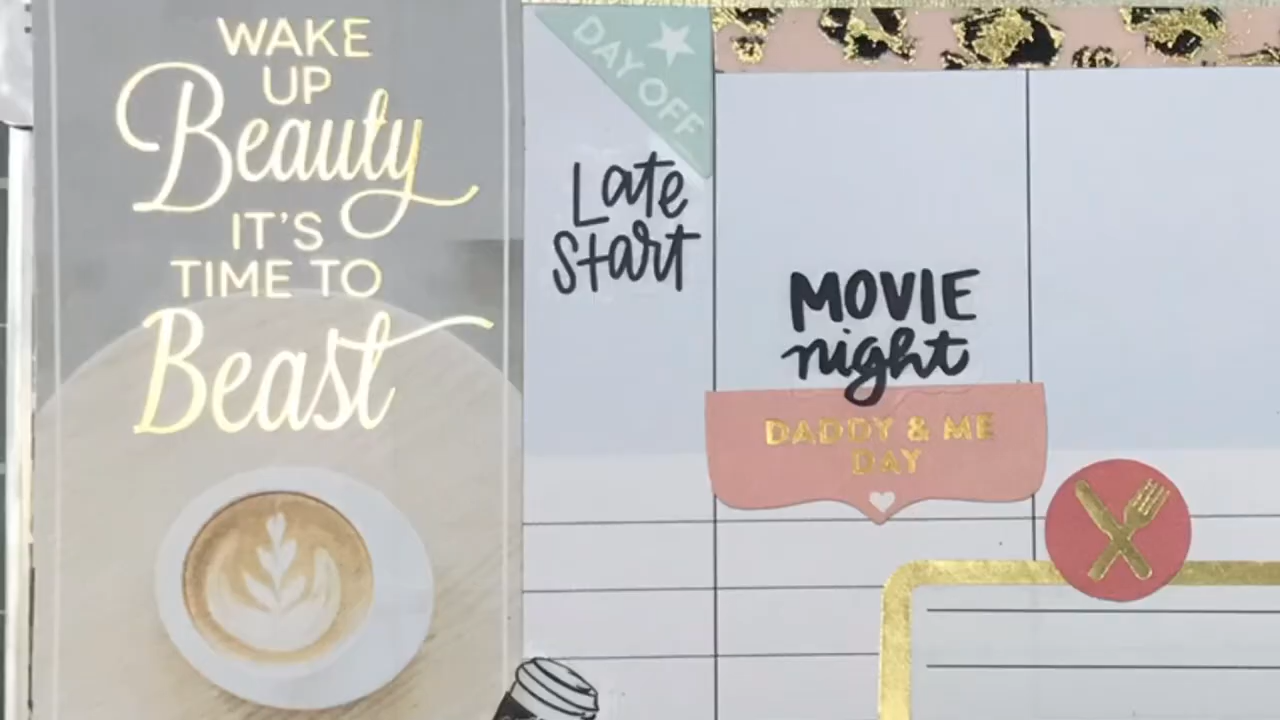 WAKE
UP
Beauty
IT'S
TIME TO
Beast
DAY OFF
Late
Start
MOVIE
night
DADDY & ME
DAY